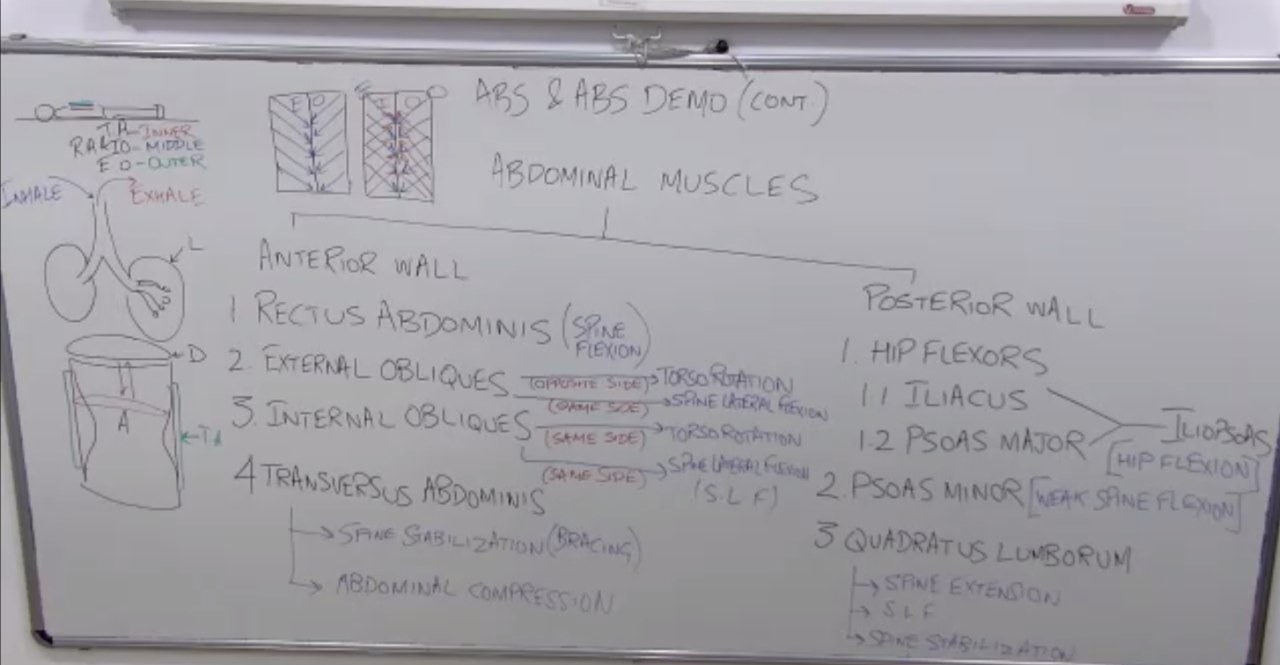 ABS & ABS DEMO (CONT.)
ABDOMINAL MUSCLES
T A - INNER
RA & IO - MIDDLE
E O - OUTER
INHALE
EXHALE
L
D
A
T A
E O
I O
ANTERIOR WALL
1 RECTUS ABDOMINIS (SPINE FLEXION)
2. EXTERNAL OBLIQUES
(OPPOSITE SIDE) TORSO ROTATION
(SAME SIDE) SPINE LATERAL FLEXION
3. INTERNAL OBLIQUES
(SAME SIDE) TORSO ROTATION
(SAME SIDE) SPINE LATERAL FLEXION
(S.L.F)
4 TRANSVERSUS ABDOMINIS
SPINE STABILIZATION (BRACING)
ABDOMINAL COMPRESSION
POSTERIOR WALL
1. HIP FLEXORS
1.1 ILIACUS
1.2 PSOAS MAJOR
ILIOPSOAS
[HIP FLEXION]
2. PSOAS MINOR [WEAK SPINE FLEXION]
3 QUADRATUS LUMBORUM
SPINE EXTENSION
S L F
SPINE STABILIZATION